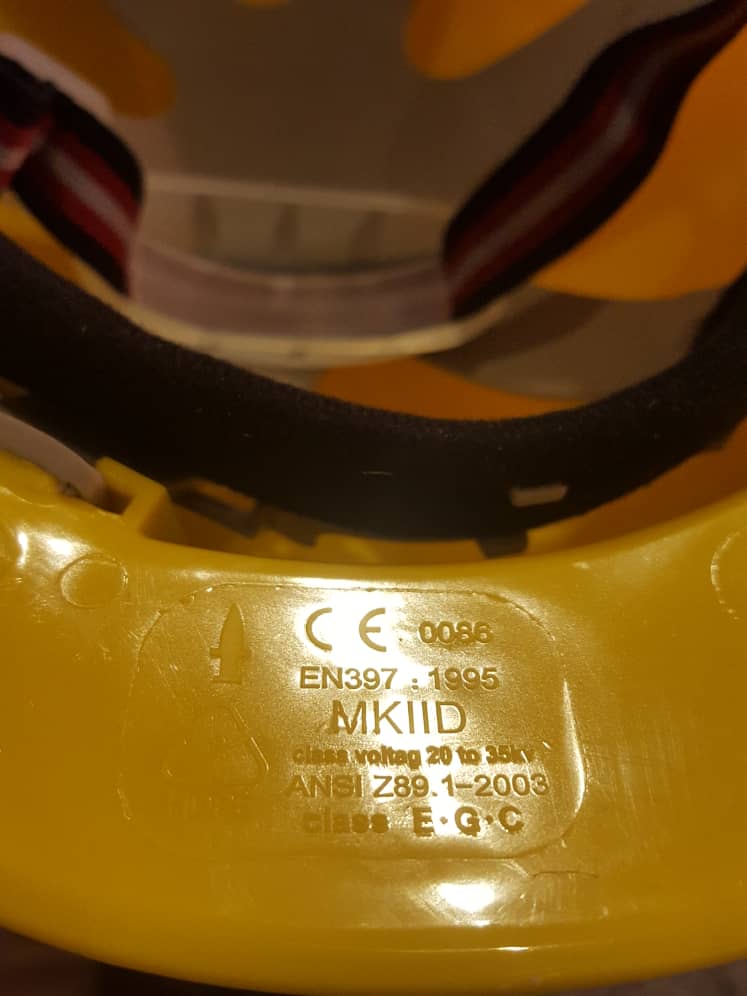 CE 0086
EN397 : 1995
MKIID
class voltag 20 to 35kv
ANSI Z89.1-2003
class E·G·C